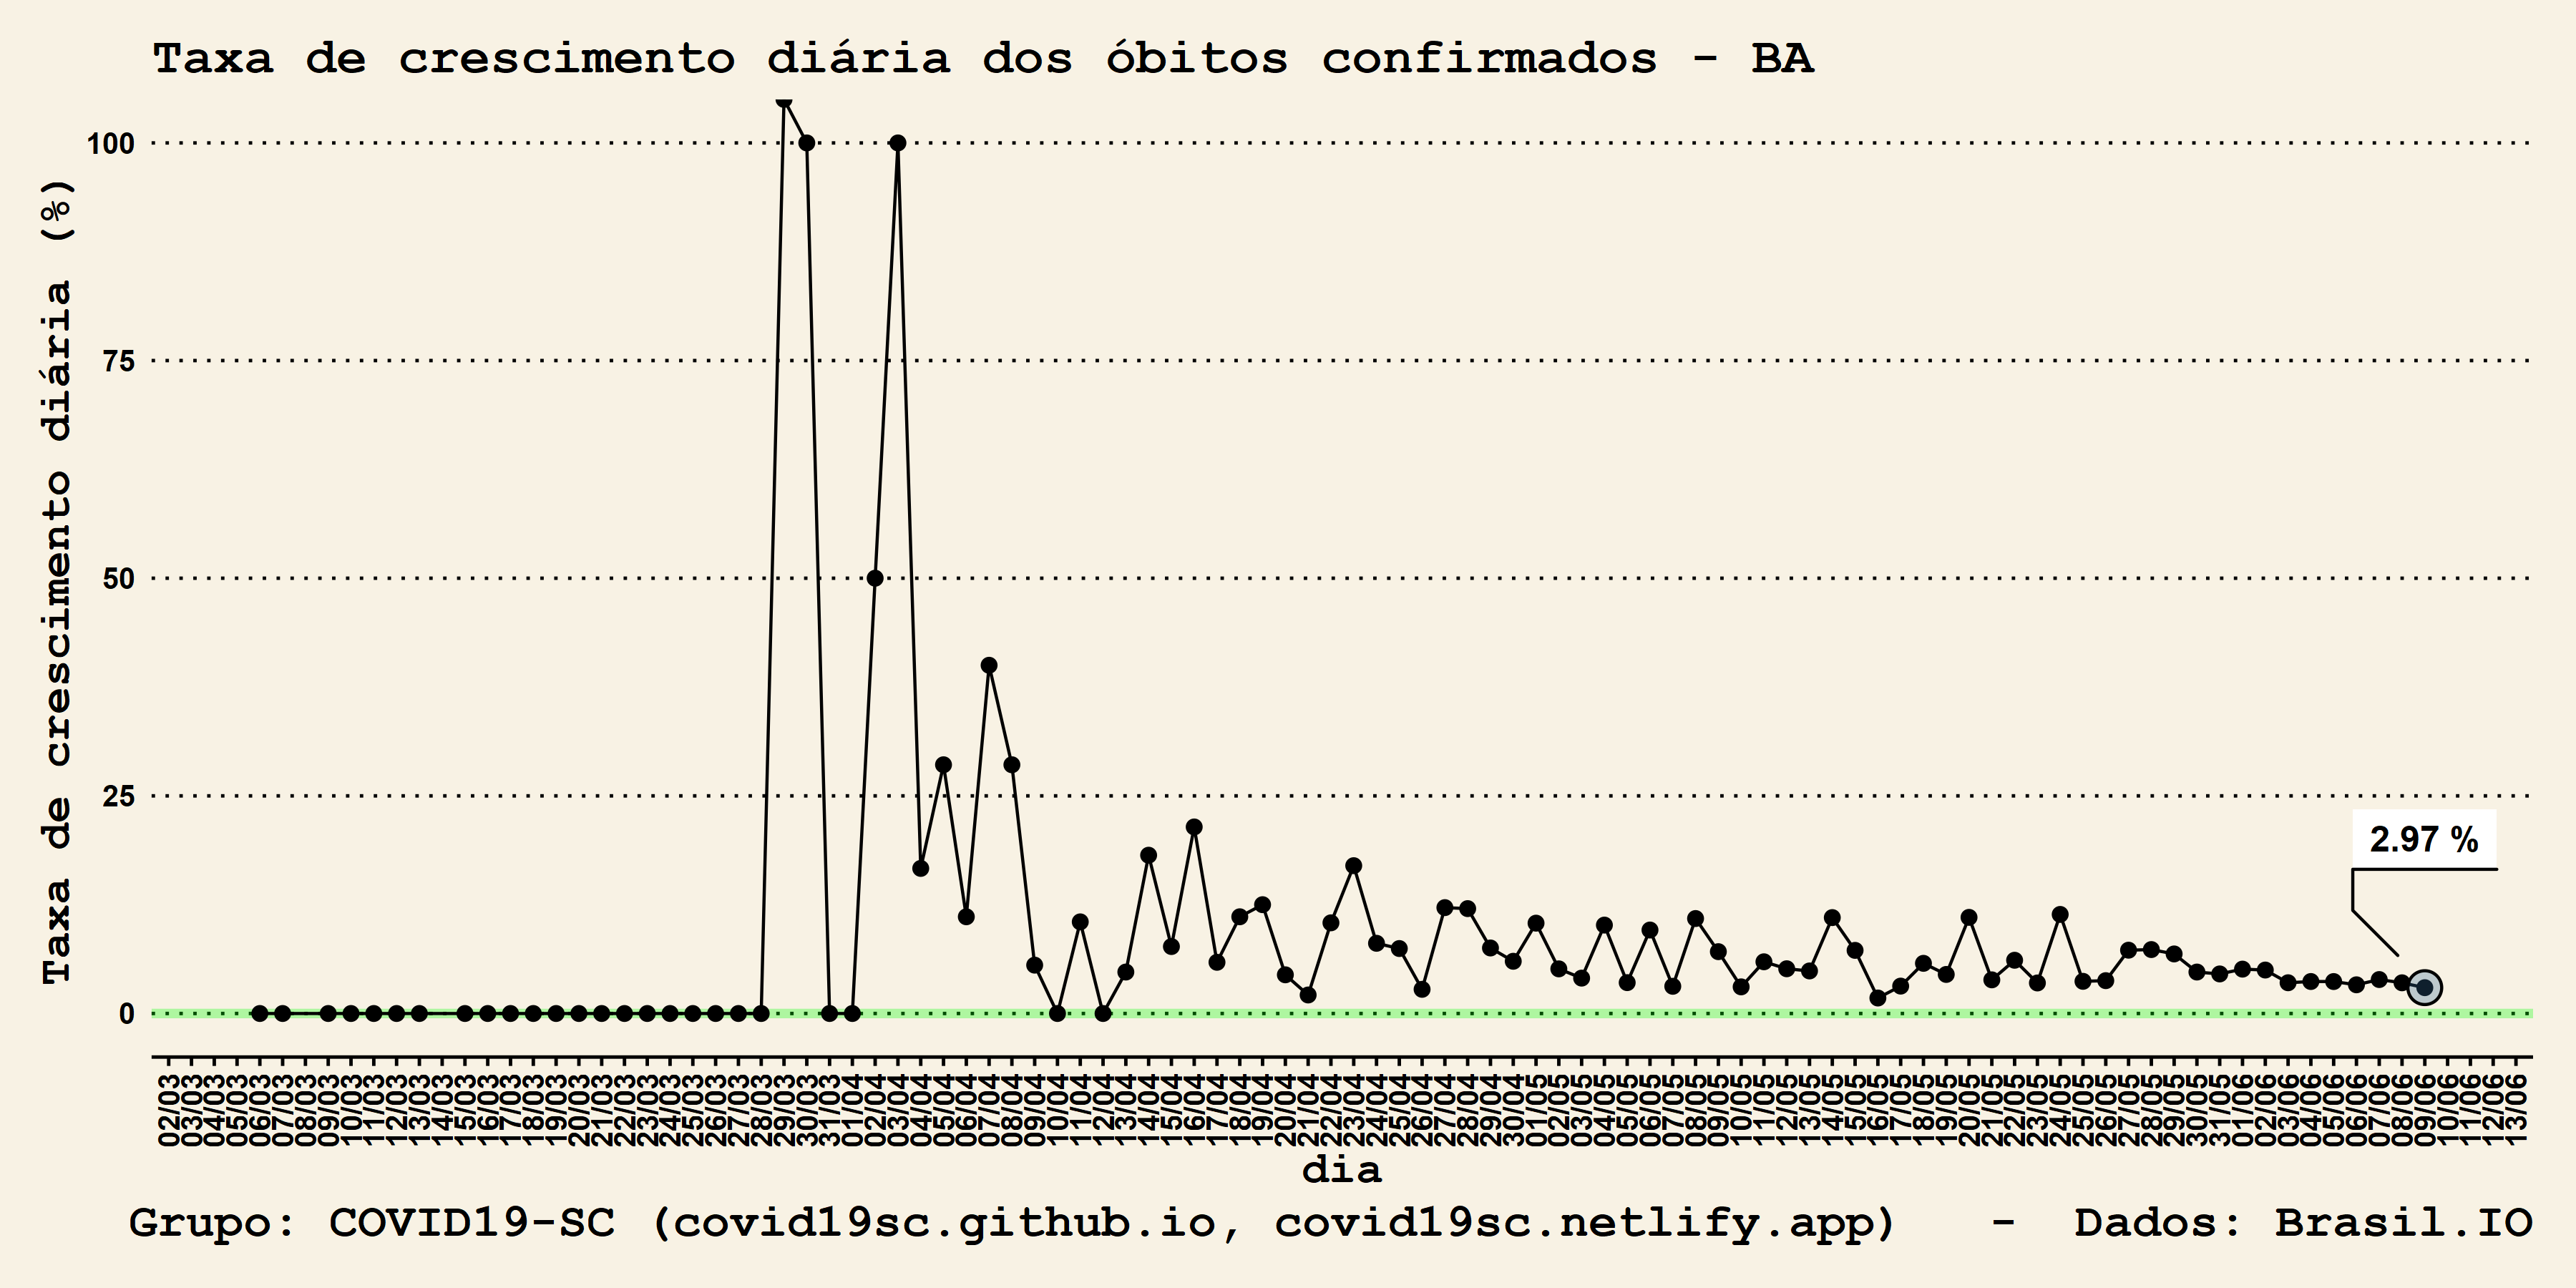 Taxa de crescimento diária dos óbitos confirmados - BA
Taxa de crescimento diária (%)
100
75
50
25
0
2.97 %
02/03 03/03 04/03 05/03 06/03 07/03 08/03 09/03 10/03 11/03 12/03 13/03 14/03 15/03 16/03 17/03 18/03 19/03 20/03 21/03 22/03 23/03 24/03 25/03 26/03 27/03 28/03 29/03 30/03 31/03 01/04 02/04 03/04 04/04 05/04 06/04 07/04 08/04 09/04 10/04 11/04 12/04 13/04 14/04 15/04 16/04 17/04 18/04 19/04 20/04 21/04 22/04 23/04 24/04 25/04 26/04 27/04 28/04 29/04 30/04 01/05 02/05 03/05 04/05 05/05 06/05 07/05 08/05 09/05 10/05 11/05 12/05 13/05 14/05 15/05 16/05 17/05 18/05 19/05 20/05 21/05 22/05 23/05 24/05 25/05 26/05 27/05 28/05 29/05 30/05 31/05 01/06 02/06 03/06 04/06 05/06 06/06 07/06 08/06 09/06 10/06 11/06 12/06 13/06
dia
Grupo: COVID19-SC (covid19sc.github.io, covid19sc.netlify.app) - Dados: Brasil.IO